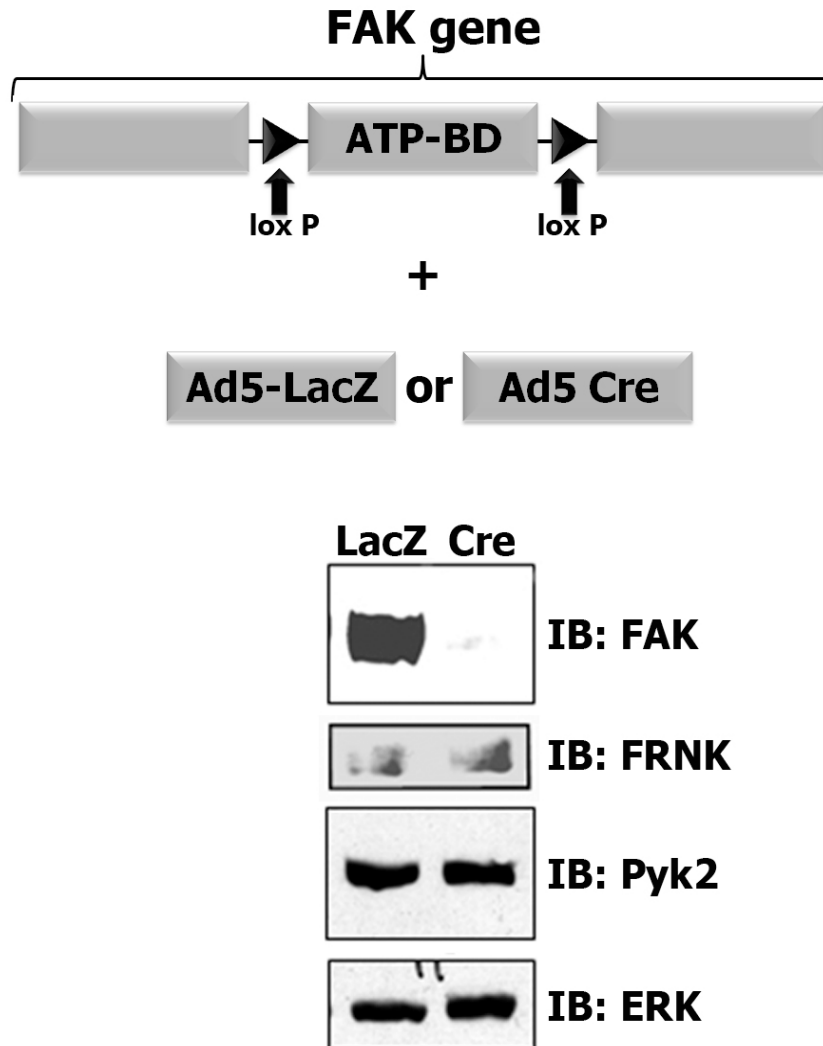 FAK gene
ATP-BD
lox P lox P
+
Ad5-LacZ or Ad5 Cre
LacZ Cre
IB: FAK
IB: FRNK
IB: Pyk2
IB: ERK